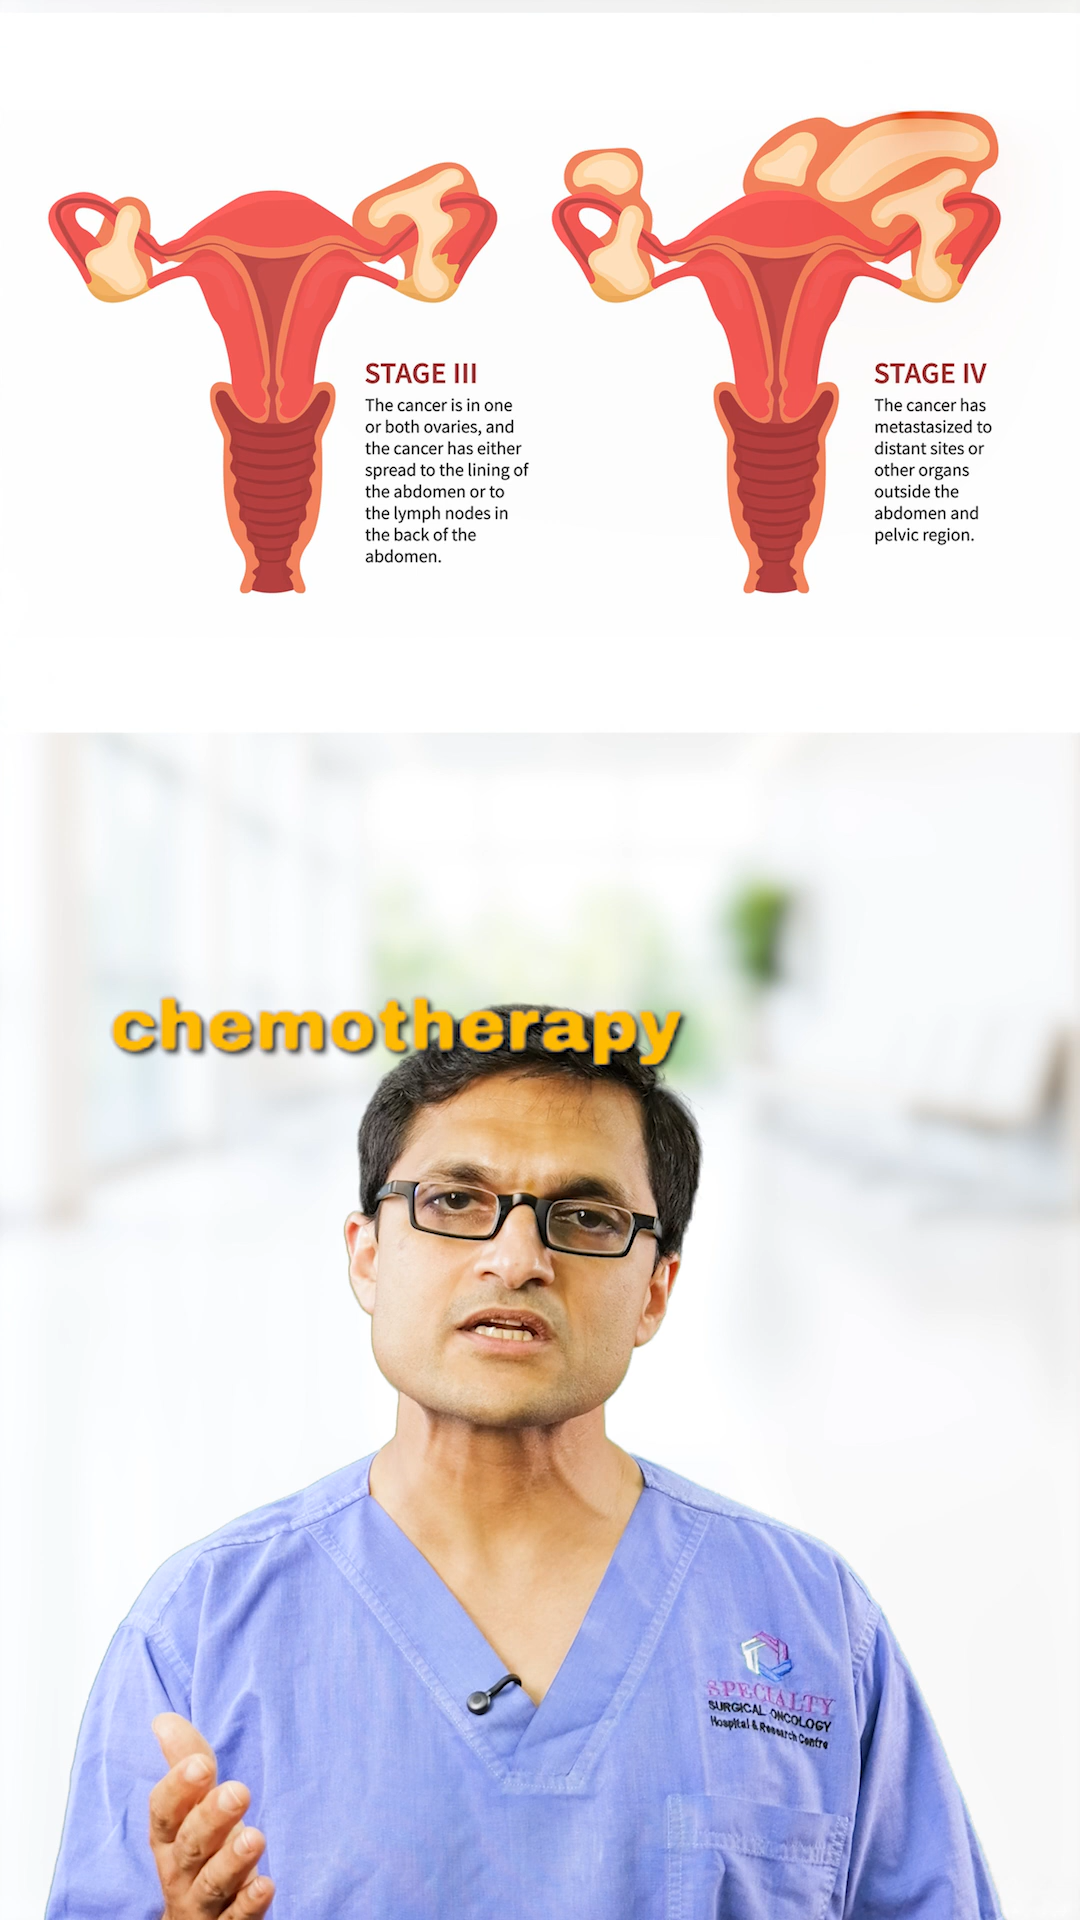 STAGE III
The cancer is in one
or both ovaries, and
the cancer has either
spread to the lining of
the abdomen or to
the lymph nodes in
the back of the
abdomen.
STAGE IV
The cancer has
metastasized to
distant sites or
other organs
outside the
abdomen and
pelvic region.
chemotherapy
SPECIALTY
SURGICAL ONCOLOGY
Hospital & Research Centre